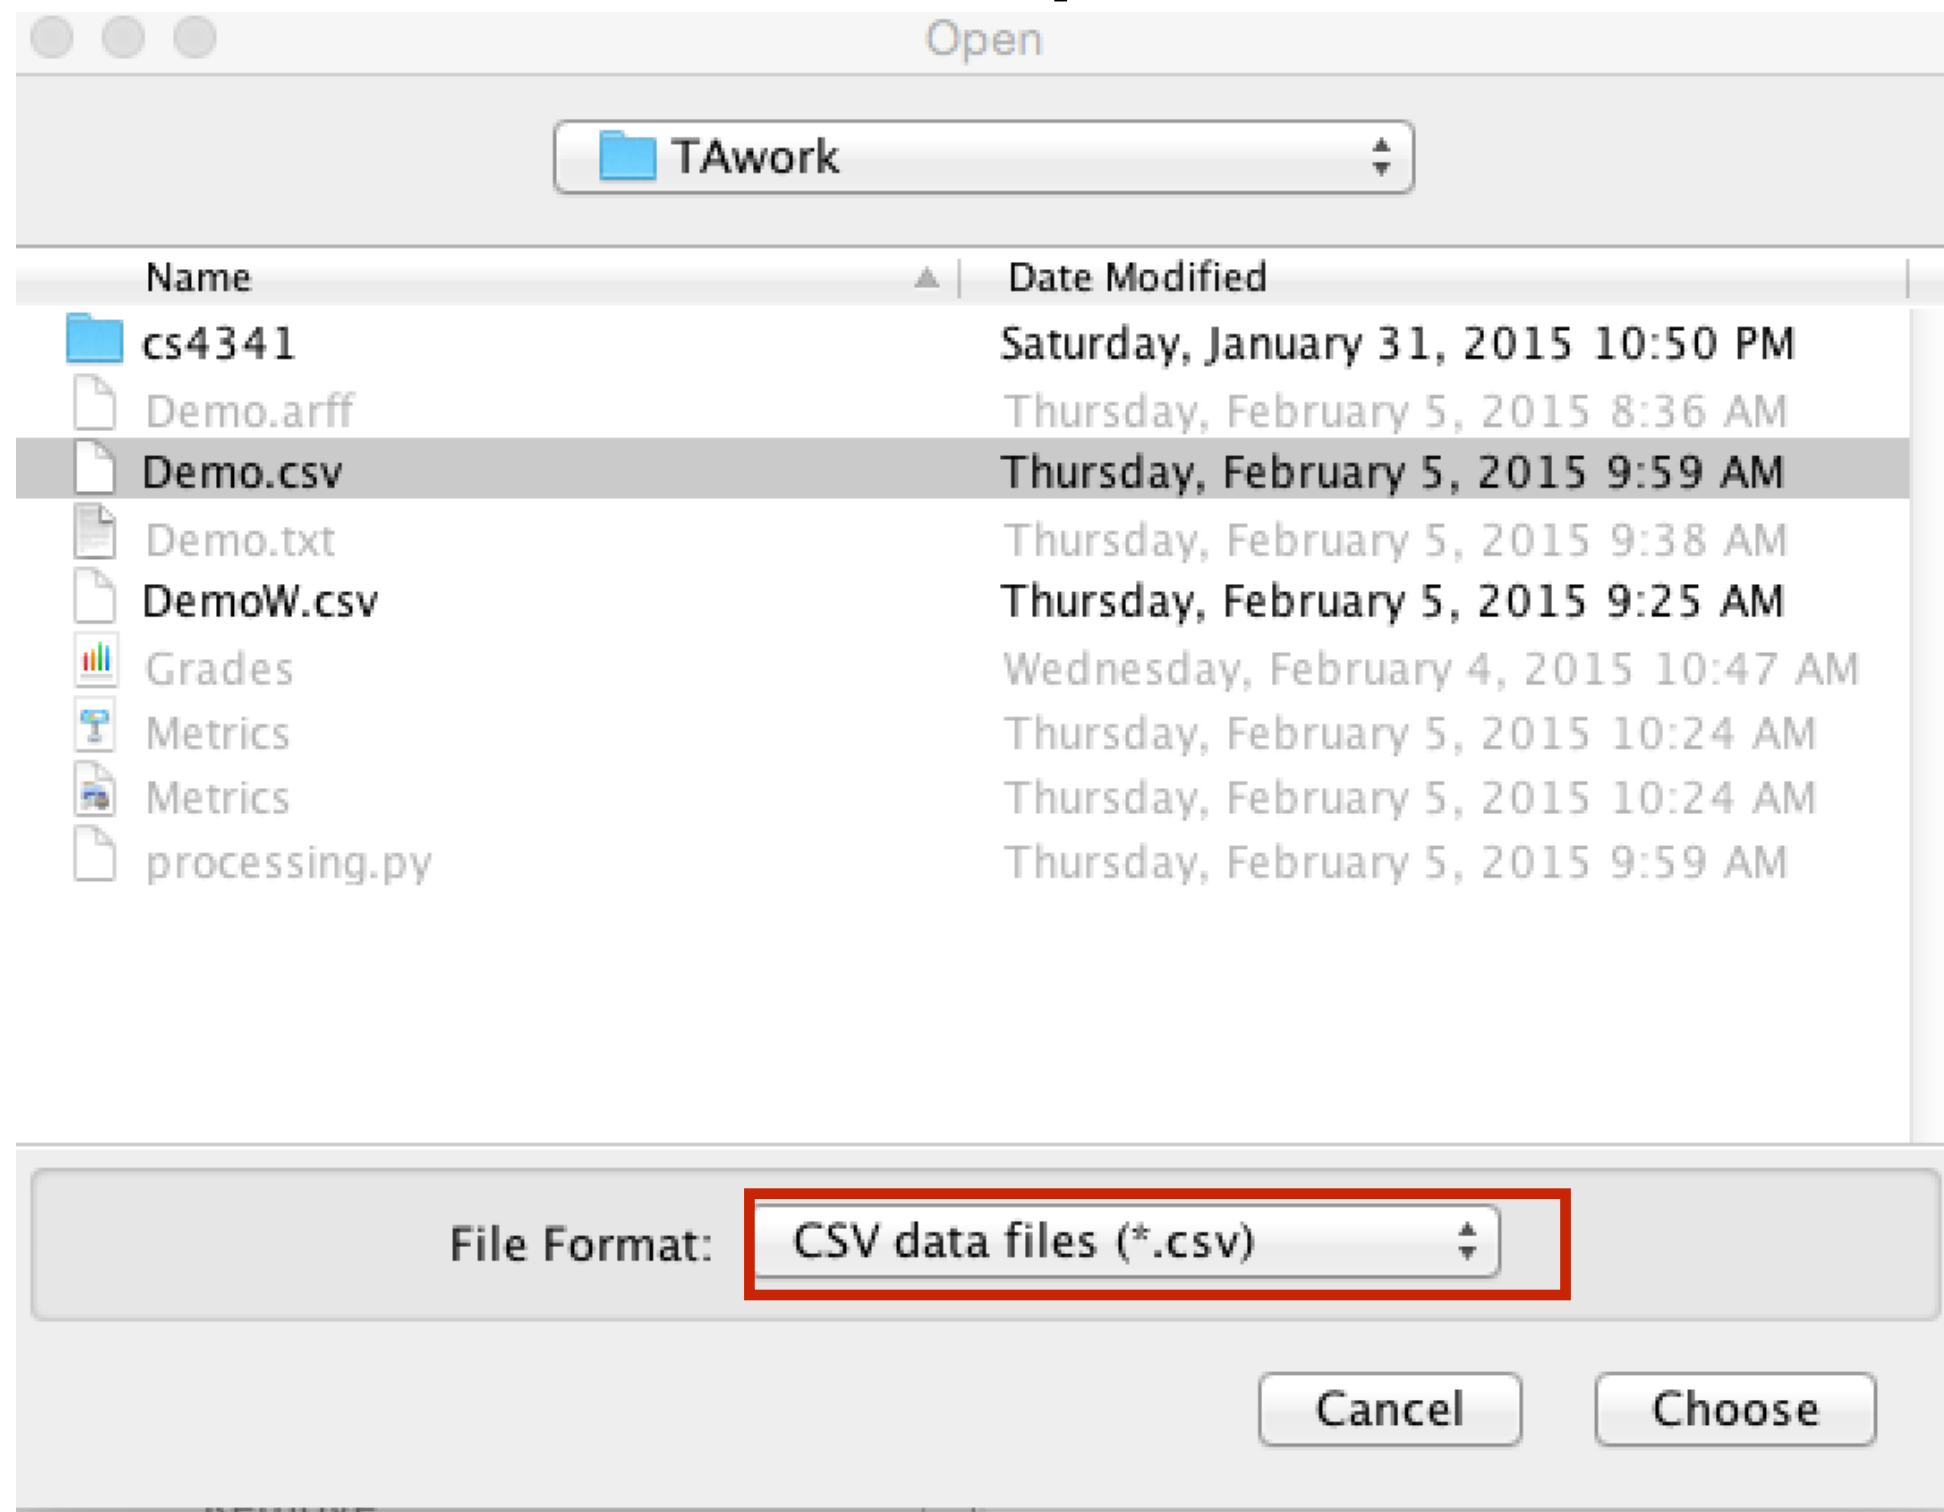 Open
TAwork
Name Date Modified
cs4341 Saturday, January 31, 2015 10:50 PM
Demo.arff Thursday, February 5, 2015 8:36 AM
Demo.csv Thursday, February 5, 2015 9:59 AM
Demo.txt Thursday, February 5, 2015 9:38 AM
DemoW.csv Thursday, February 5, 2015 9:25 AM
Grades Wednesday, February 4, 2015 10:47 AM
Metrics Thursday, February 5, 2015 10:24 AM
Metrics Thursday, February 5, 2015 10:24 AM
processing.py Thursday, February 5, 2015 9:59 AM
File Format: CSV data files (*.csv)
Cancel Choose